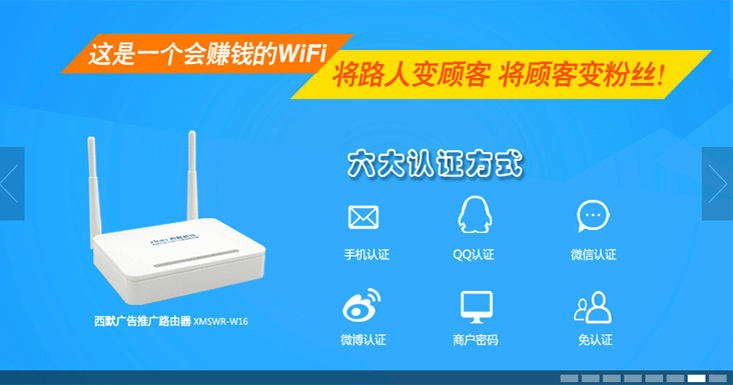 这是一个会赚钱的WiFi
将路人变顾客 将顾客变粉丝!
六大认证方式
手机认证
QQ认证
微信认证
微博认证
商户密码
免认证
西默广告推广路由器 XMSWR-W16